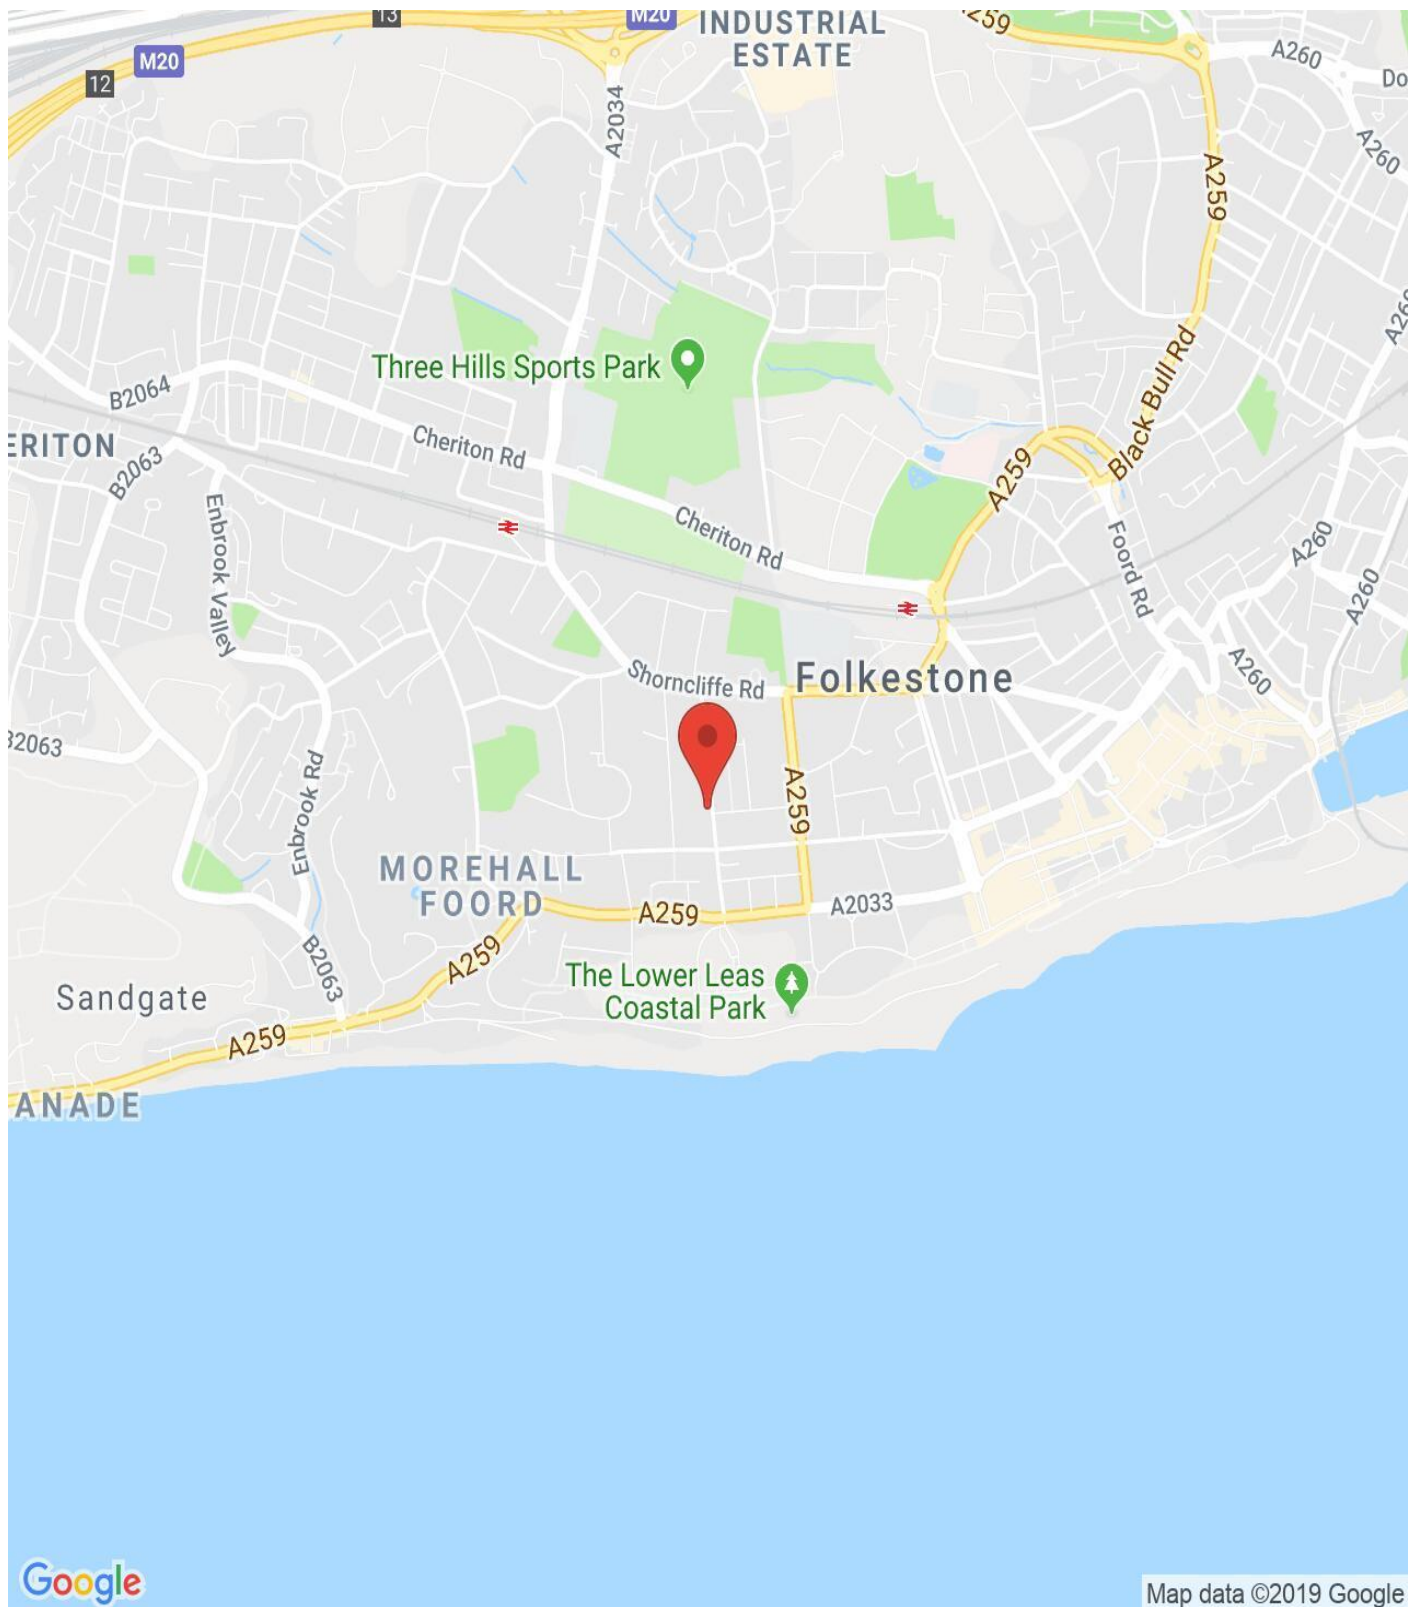 13
M20
INDUSTRIAL
ESTATE
A259
A260
M20
12
Do
A2034
A260
A259
A260
Three Hills Sports Park
Black Bull Rd
B2064
Cheriton Rd
ERITON
B2063
A259
Enbrook Valley
Cheriton Rd
Foord Rd
A260
A260
Shorncliffe Rd
Folkestone
A260
B2063
Enbrook Rd
A259
MOREHALL
FOORD
A259
A2033
A259
B2063
The Lower Leas
Coastal Park
Sandgate
A259
ANADE
Google
Map data ©2019 Google